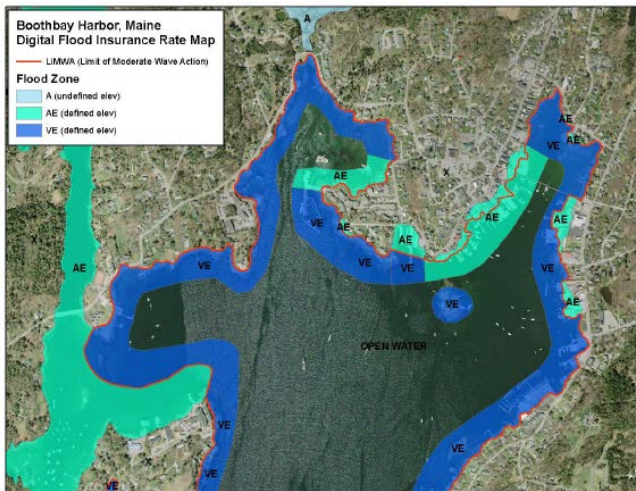 Boothbay Harbor, Maine
Digital Flood Insurance Rate Map
LiMWA (Limit of Moderate Wave Action)
Flood Zone
A (undefined elev)
AE (defined elev)
VE (defined elev)
A
AE
AE
VE
X
AE
VE
AE
AE
AE
X
AE
VE
VE
VE
AE
VE
AE
VE
OPEN WATER
VE
VE
X
VE
VE